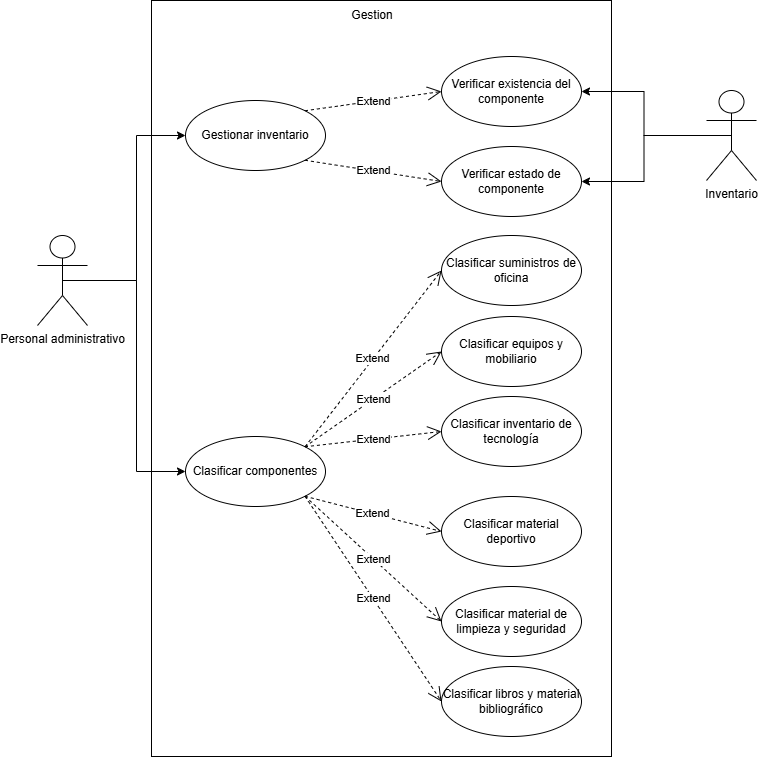 Gestion
Verificar existencia del
componente
Extend
Gestionar inventario
Extend
Verificar estado de
componente
Inventario
Clasificar suministros de
oficina
Personal administrativo
Clasificar equipos y
mobiliario
Extend
Extend
Clasificar inventario de
tecnología
Extend
Clasificar componentes
Extend
Clasificar material
deportivo
Extend
Extend
Clasificar material de
limpieza y seguridad
Clasificar libros y material
bibliográfico